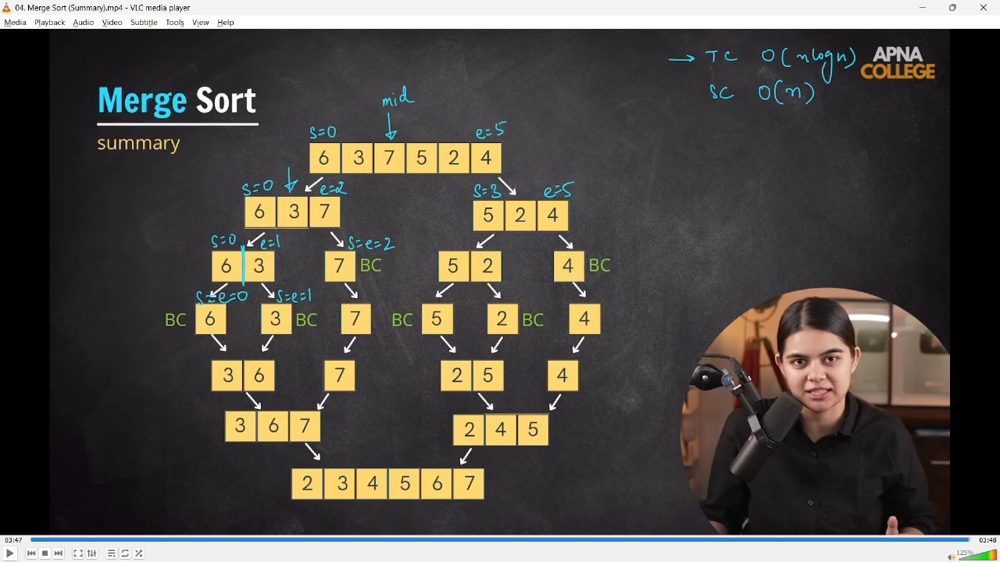 04. Merge Sort (Summary).mp4 - VLC media player
Media Playback Audio Video Subtitle Tools View Help
→ TC O(nlogn)
SC O(n)
APNA
COLLEGE
Merge Sort
summary
mid
s=0 e=5
6 3 7 5 2 4
s=0 e=2 s=3 e=5
6 3 7 5 2 4
s=0 e=1 s=e=2
6 3 7 BC 5 2 4 BC
s=e=0 s=e=1
BC 6 3 BC 7 BC 5 2 BC 4
3 6 7 2 5 4
3 6 7 2 4 5
2 3 4 5 6 7
03:47 03:48
125%